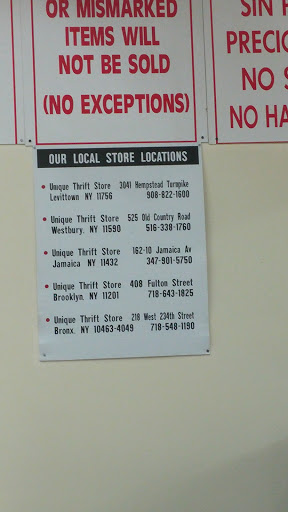 OR MISMARKED
ITEMS WILL
NOT BE SOLD
(NO EXCEPTIONS)
SIN
PRECIO
NO S
NO HA
OUR LOCAL STORE LOCATIONS
• Unique Thrift Store 3041 Hempstead Turnpike
Levittown NY 11756 908-822-1600
• Unique Thrift Store 525 Old Country Road
Westbury, NY 11590 516-338-1760
• Unique Thrift Store 162-10 Jamaica Av
Jamaica NY 11432 347-901-5750
• Unique Thrift Store 408 Fulton Street
Brooklyn, NY 11201 718-643-1825
• Unique Thrift Store 218 West 234th Street
Bronx, NY 10463-4049 718-548-1190